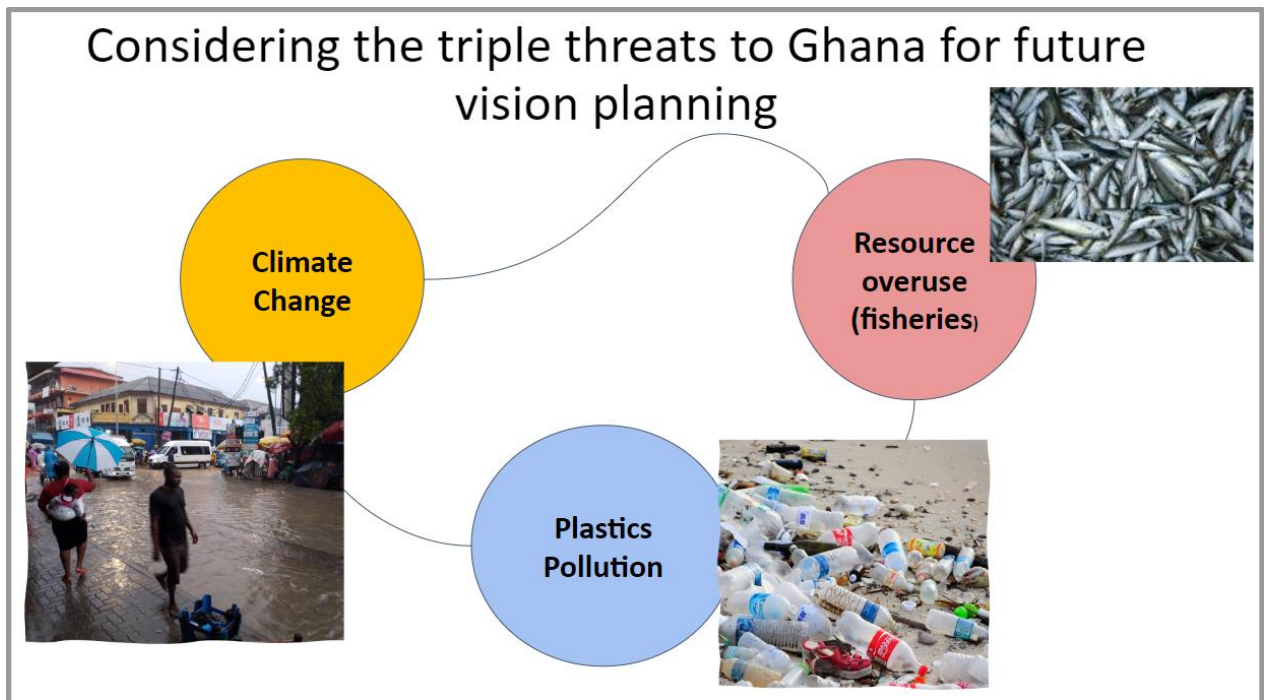 Considering the triple threats to Ghana for future
vision planning
Climate
Change
Resource
overuse
(fisheries)
Plastics
Pollution